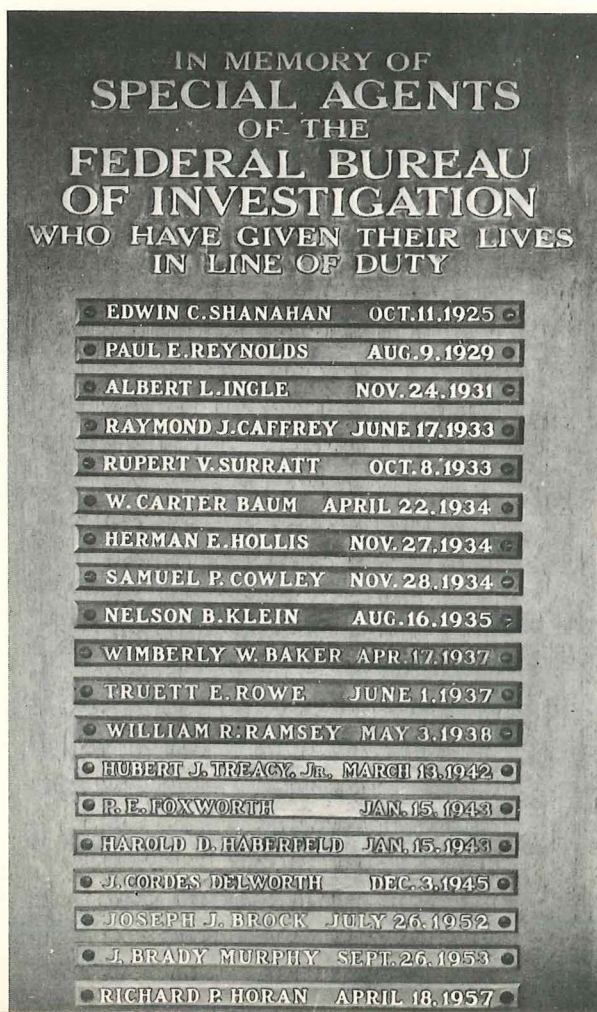 IN MEMORY OF
SPECIAL AGENTS
OF THE
FEDERAL BUREAU
OF INVESTIGATION
WHO HAVE GIVEN THEIR LIVES
IN LINE OF DUTY
EDWIN C. SHANAHAN OCT. 11, 1925
PAUL E. REYNOLDS AUG. 9, 1929
ALBERT L. INGLE NOV. 24, 1931
RAYMOND J. CAFFREY JUNE 17, 1933
RUPERT V. SURRATT OCT. 8, 1933
W. CARTER BAUM APRIL 22, 1934
HERMAN E. HOLLIS NOV. 27, 1934
SAMUEL P. COWLEY NOV. 28, 1934
NELSON B. KLEIN AUG. 16, 1935
WIMBERLY W. BAKER APR. 17, 1937
TRUETT E. ROWE JUNE 1, 1937
WILLIAM R. RAMSEY MAY 3, 1938
HUBERT J. TREACY, JR., MARCH 13, 1942
P. E. FOXWORTH JAN. 15, 1943
HAROLD D. HABERFELD JAN. 15, 1943
J. CORDES DELWORTH DEC. 3, 1945
JOSEPH J. BROCK JULY 26, 1952
J. BRADY MURPHY SEPT. 26, 1953
RICHARD P. HORAN APRIL 18, 1957